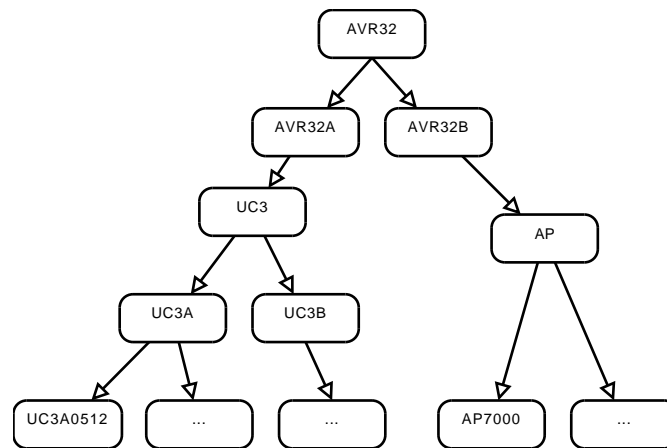 AVR32
AVR32A
AVR32B
UC3
AP
UC3A
UC3B
UC3A0512
...
...
AP7000
...